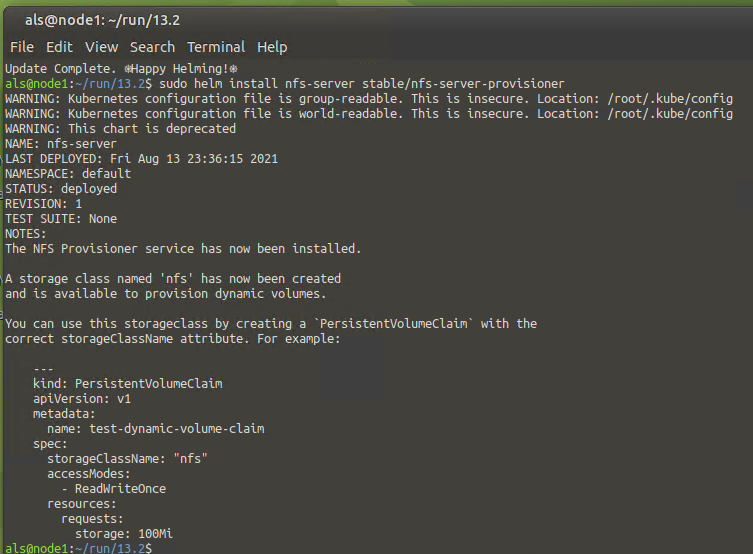 als@node1: ~/run/13.2
File Edit View Search Terminal Help
Update Complete. ⎈Happy Helming!⎈
als@node1:~/run/13.2$ sudo helm install nfs-server stable/nfs-server-provisioner
WARNING: Kubernetes configuration file is group-readable. This is insecure. Location: /root/.kube/config
WARNING: Kubernetes configuration file is world-readable. This is insecure. Location: /root/.kube/config
WARNING: This chart is deprecated
NAME: nfs-server
LAST DEPLOYED: Fri Aug 13 23:36:15 2021
NAMESPACE: default
STATUS: deployed
REVISION: 1
TEST SUITE: None
NOTES:
The NFS Provisioner service has now been installed.

A storage class named 'nfs' has now been created
and is available to provision dynamic volumes.

You can use this storageclass by creating a `PersistentVolumeClaim` with the
correct storageClassName attribute. For example:

    ---
    kind: PersistentVolumeClaim
    apiVersion: v1
    metadata:
      name: test-dynamic-volume-claim
    spec:
      storageClassName: "nfs"
      accessModes:
        - ReadWriteOnce
      resources:
        requests:
          storage: 100Mi
als@node1:~/run/13.2$